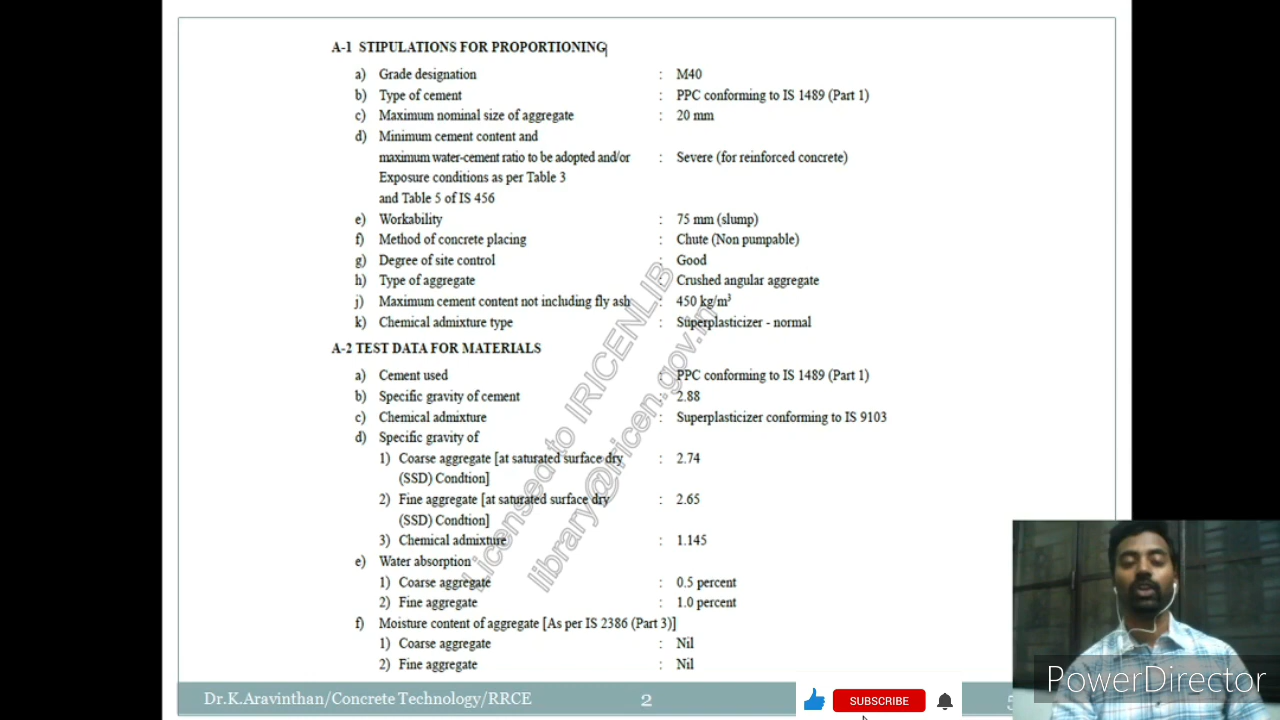 A-1 STIPULATIONS FOR PROPORTIONING
a) Grade designation : M40
b) Type of cement : PPC conforming to IS 1489 (Part 1)
c) Maximum nominal size of aggregate : 20 mm
d) Minimum cement content and
maximum water-cement ratio to be adopted and/or : Severe (for reinforced concrete)
Exposure conditions as per Table 3
and Table 5 of IS 456
e) Workability : 75 mm (slump)
f) Method of concrete placing : Chute (Non pumpable)
g) Degree of site control : Good
h) Type of aggregate : Crushed angular aggregate
j) Maximum cement content not including fly ash : 450 kg/m³
k) Chemical admixture type : Superplasticizer - normal
A-2 TEST DATA FOR MATERIALS
a) Cement used : PPC conforming to IS 1489 (Part 1)
b) Specific gravity of cement : 2.88
c) Chemical admixture : Superplasticizer conforming to IS 9103
d) Specific gravity of
1) Coarse aggregate [at saturated surface dry : 2.74
(SSD) Condtion]
2) Fine aggregate [at saturated surface dry : 2.65
(SSD) Condtion]
3) Chemical admixture : 1.145
e) Water absorption
1) Coarse aggregate : 0.5 percent
2) Fine aggregate : 1.0 percent
f) Moisture content of aggregate [As per IS 2386 (Part 3)]
1) Coarse aggregate : Nil
2) Fine aggregate : Nil
Licensed to IRICENLIB
library@iricen.gov.in
Dr.K.Aravinthan/Concrete Technology/RRCE 2
SUBSCRIBE
PowerDirector